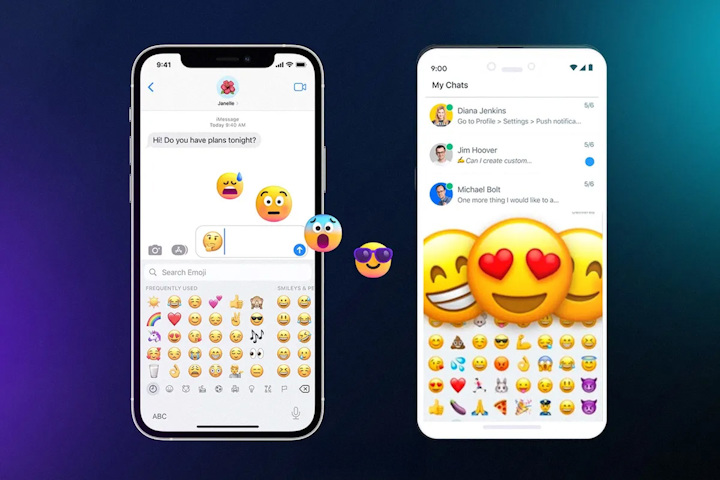 9:41
Janelle
iMessage
Today 9:45 AM
Hi! Do you have plans tonight?
Search Emoji
FREQUENTLY USED
SMILEYS & PE
ABC
9:00
My Chats
Diana Jenkins
5/6
Go to Profile > Settings > Push notifica...
Jim Hoover
5/6
Can I create custom...
Michael Bolt
5/6
One more thing I would like to a...